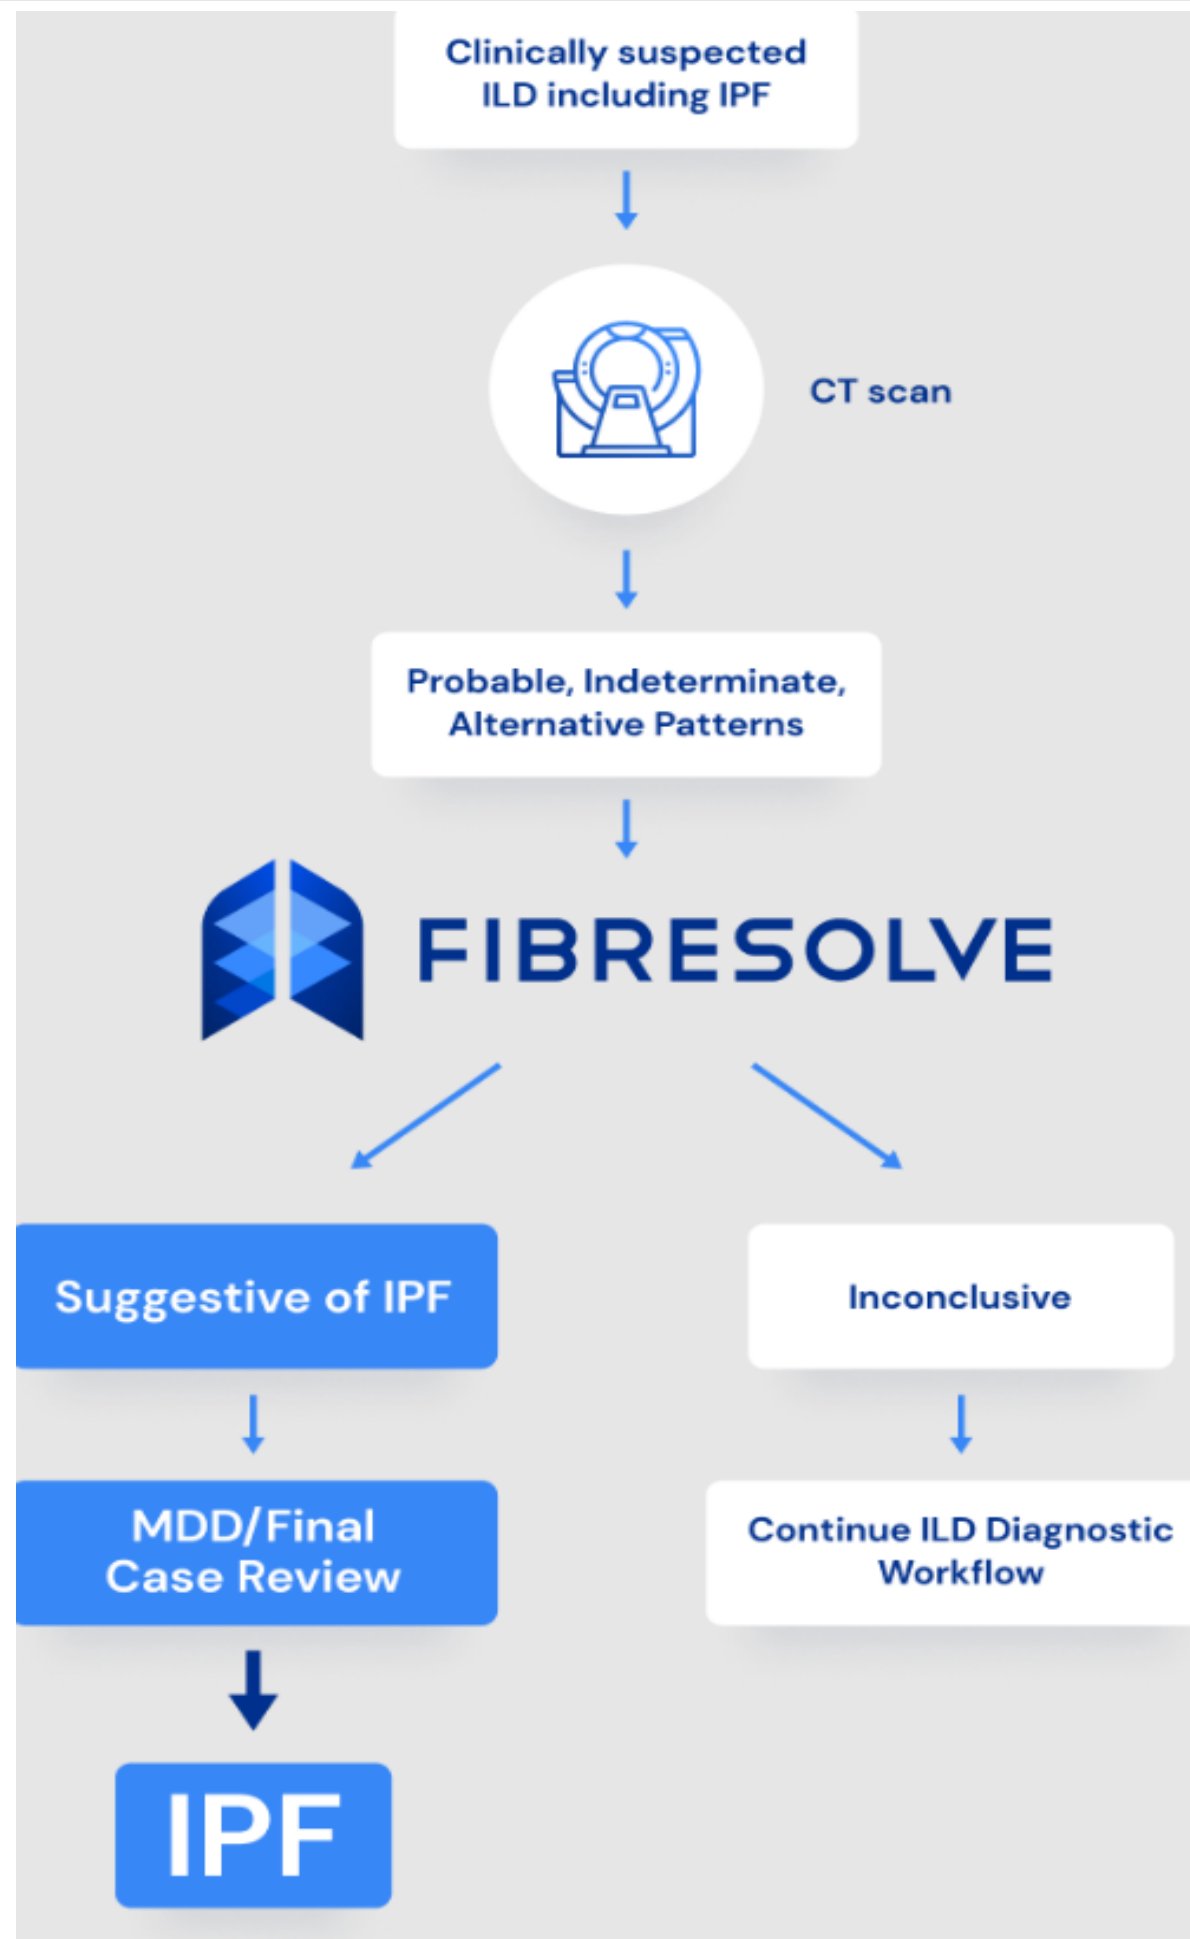 Clinically suspected
ILD including IPF
CT scan
Probable, Indeterminate,
Alternative Patterns
FIBRESOLVE
Suggestive of IPF
Inconclusive
MDD/Final
Case Review
Continue ILD Diagnostic
Workflow
IPF